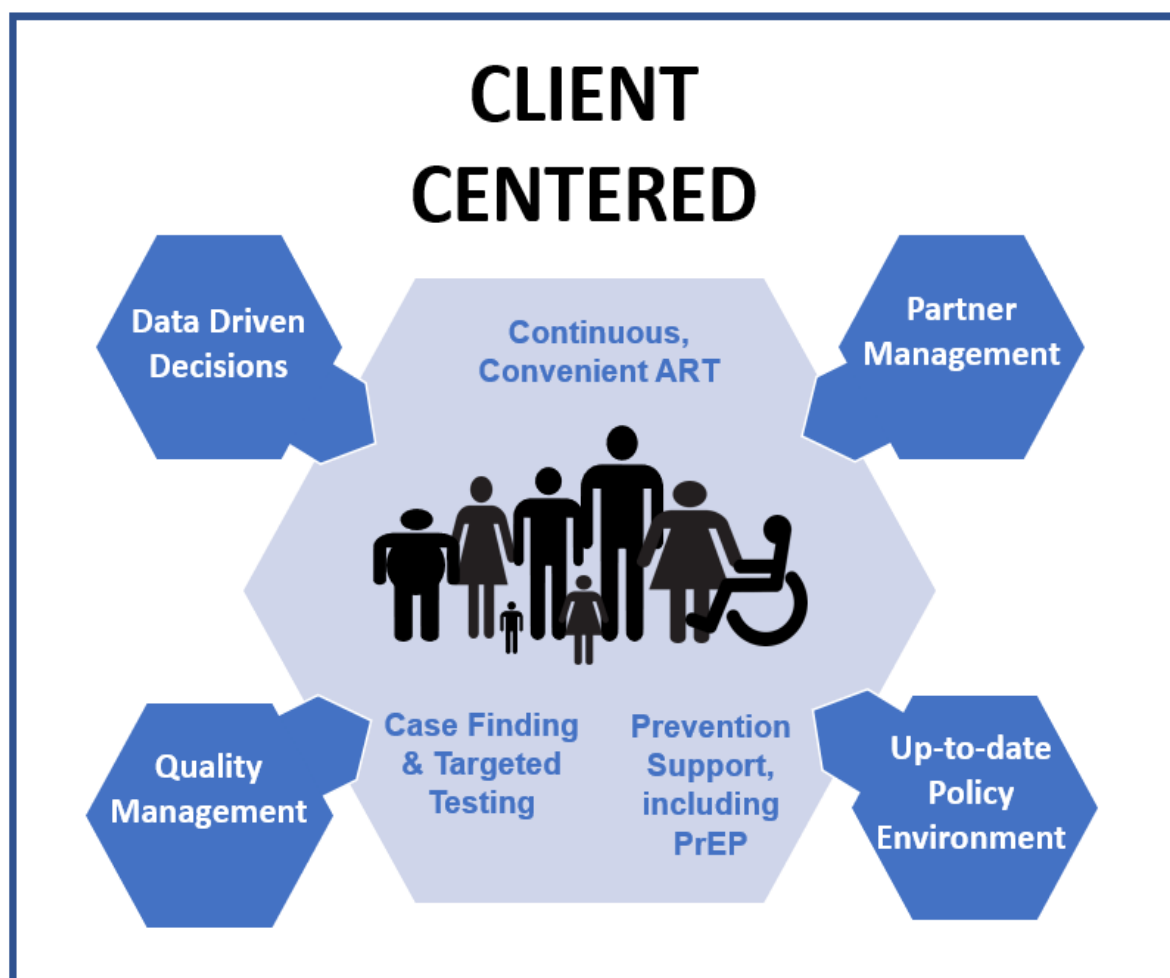 CLIENT
CENTERED
Data Driven
Decisions
Continuous,
Convenient ART
Partner
Management
Quality
Management
Case Finding
& Targeted
Testing
Prevention
Support,
including
PrEP
Up-to-date
Policy
Environment